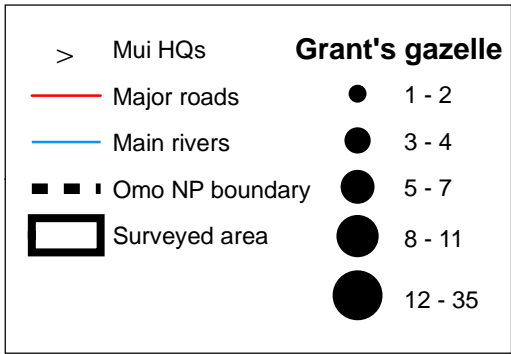 > Mui HQs
Major roads
Main rivers
Omo NP boundary
Surveyed area
Grant's gazelle
1 - 2
3 - 4
5 - 7
8 - 11
12 - 35